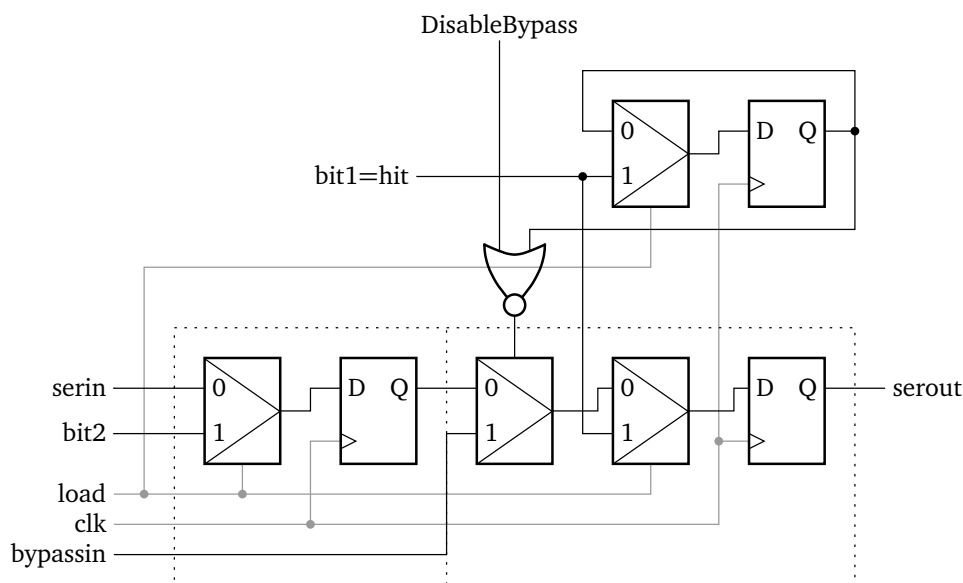 DisableBypass
0 D Q
bit1=hit 1
serin 0 D Q 0 0 D Q serout
bit2 1 1 1
load
clk
bypassin